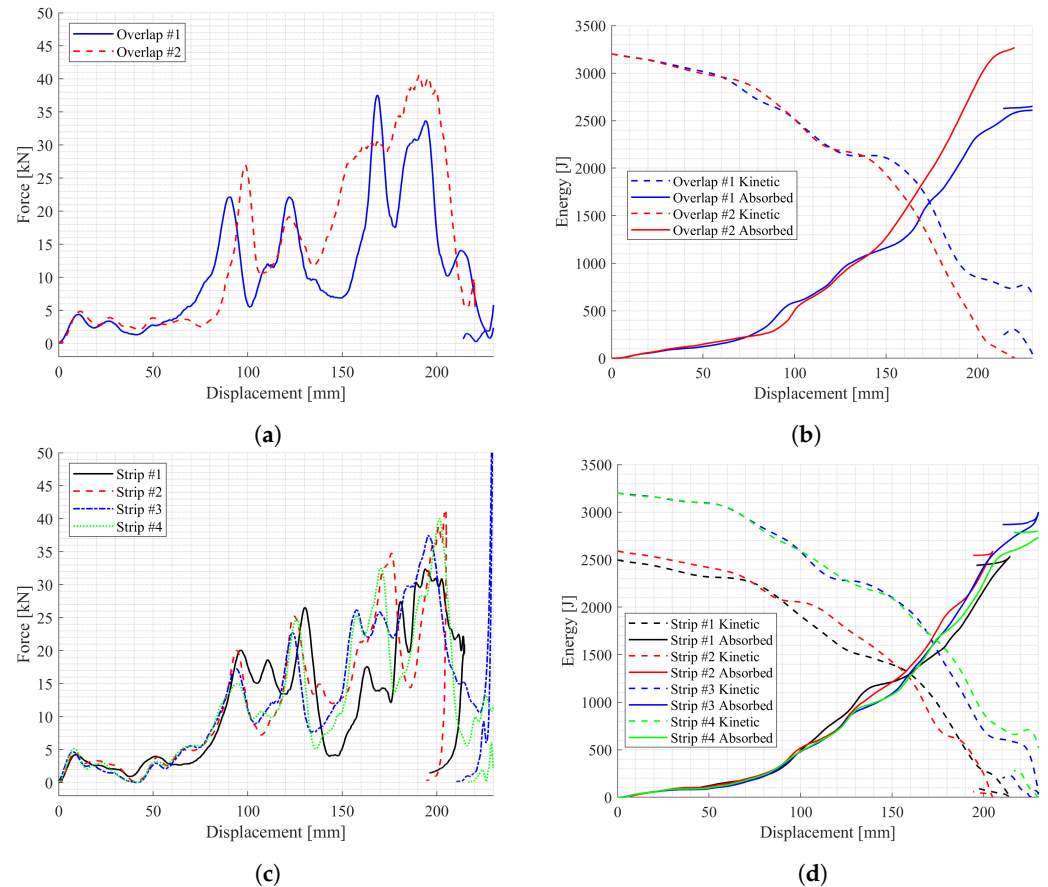 50
45
40
35
30
25
20
15
10
5
0
Force [kN]
Overlap #1
Overlap #2
0 50 100 150 200
Displacement [mm]
(a)
3500
3000
2500
2000
1500
1000
500
0
Energy [J]
Overlap #1 Kinetic
Overlap #1 Absorbed
Overlap #2 Kinetic
Overlap #2 Absorbed
0 50 100 150 200
Displacement [mm]
(b)
50
45
40
35
30
25
20
15
10
5
0
Force [kN]
Strip #1
Strip #2
Strip #3
Strip #4
0 50 100 150 200
Displacement [mm]
(c)
3500
3000
2500
2000
1500
1000
500
0
Energy [J]
Strip #1 Kinetic
Strip #1 Absorbed
Strip #2 Kinetic
Strip #2 Absorbed
Strip #3 Kinetic
Strip #3 Absorbed
Strip #4 Kinetic
Strip #4 Absorbed
0 50 100 150 200
Displacement [mm]
(d)